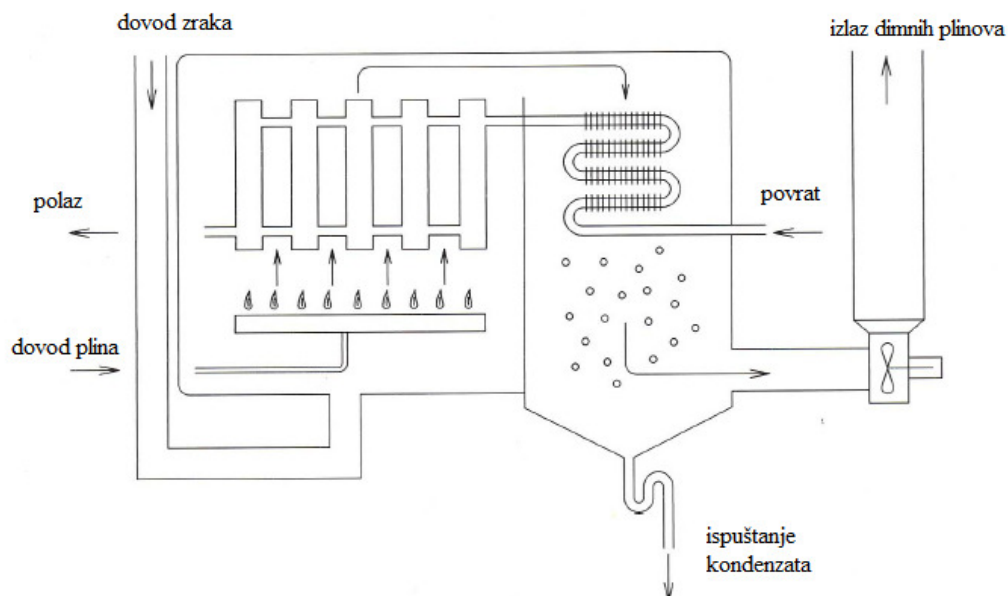 dovod zraka
izlaz dimnih plinova
polaz
povrat
dovod plina
ispuštanje
kondenzata